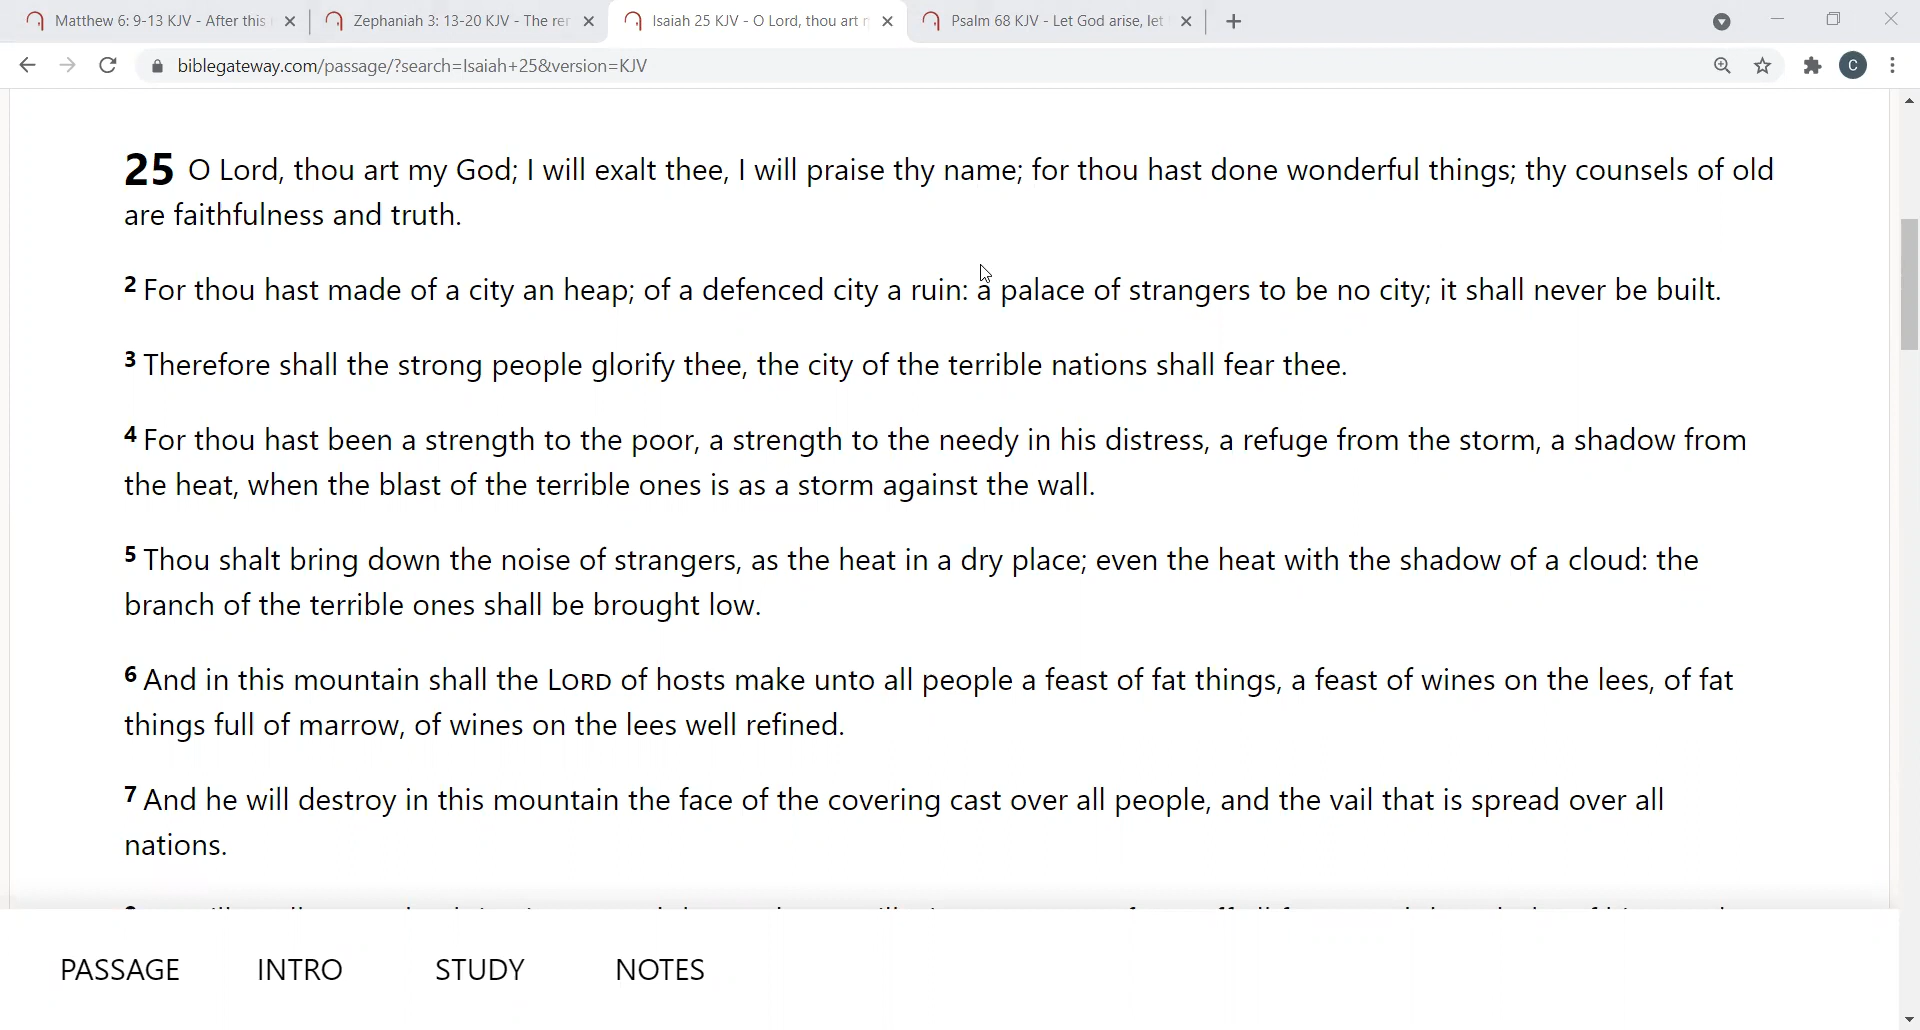 Matthew 6: 9-13 KJV - After this
Zephaniah 3: 13-20 KJV - The
Isaiah 25 KJV - O Lord, thou art
Psalm 68 KJV - Let God arise, let
biblegateway.com/passage/?search=Isaiah+25&version=KJV
C
25 O Lord, thou art my God; I will exalt thee, I will praise thy name; for thou hast done wonderful things; thy counsels of old
are faithfulness and truth.
2 For thou hast made of a city an heap; of a defenced city a ruin: a palace of strangers to be no city; it shall never be built.
3 Therefore shall the strong people glorify thee, the city of the terrible nations shall fear thee.
4 For thou hast been a strength to the poor, a strength to the needy in his distress, a refuge from the storm, a shadow from
the heat, when the blast of the terrible ones is as a storm against the wall.
5 Thou shalt bring down the noise of strangers, as the heat in a dry place; even the heat with the shadow of a cloud: the
branch of the terrible ones shall be brought low.
6 And in this mountain shall the LORD of hosts make unto all people a feast of fat things, a feast of wines on the lees, of fat
things full of marrow, of wines on the lees well refined.
7 And he will destroy in this mountain the face of the covering cast over all people, and the vail that is spread over all
nations.
PASSAGE INTRO STUDY NOTES